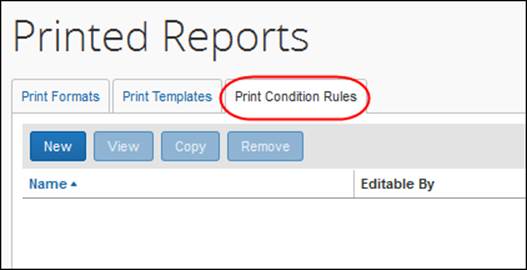 Printed Reports
Print Formats Print Templates Print Condition Rules
New View Copy Remove
Name Editable By